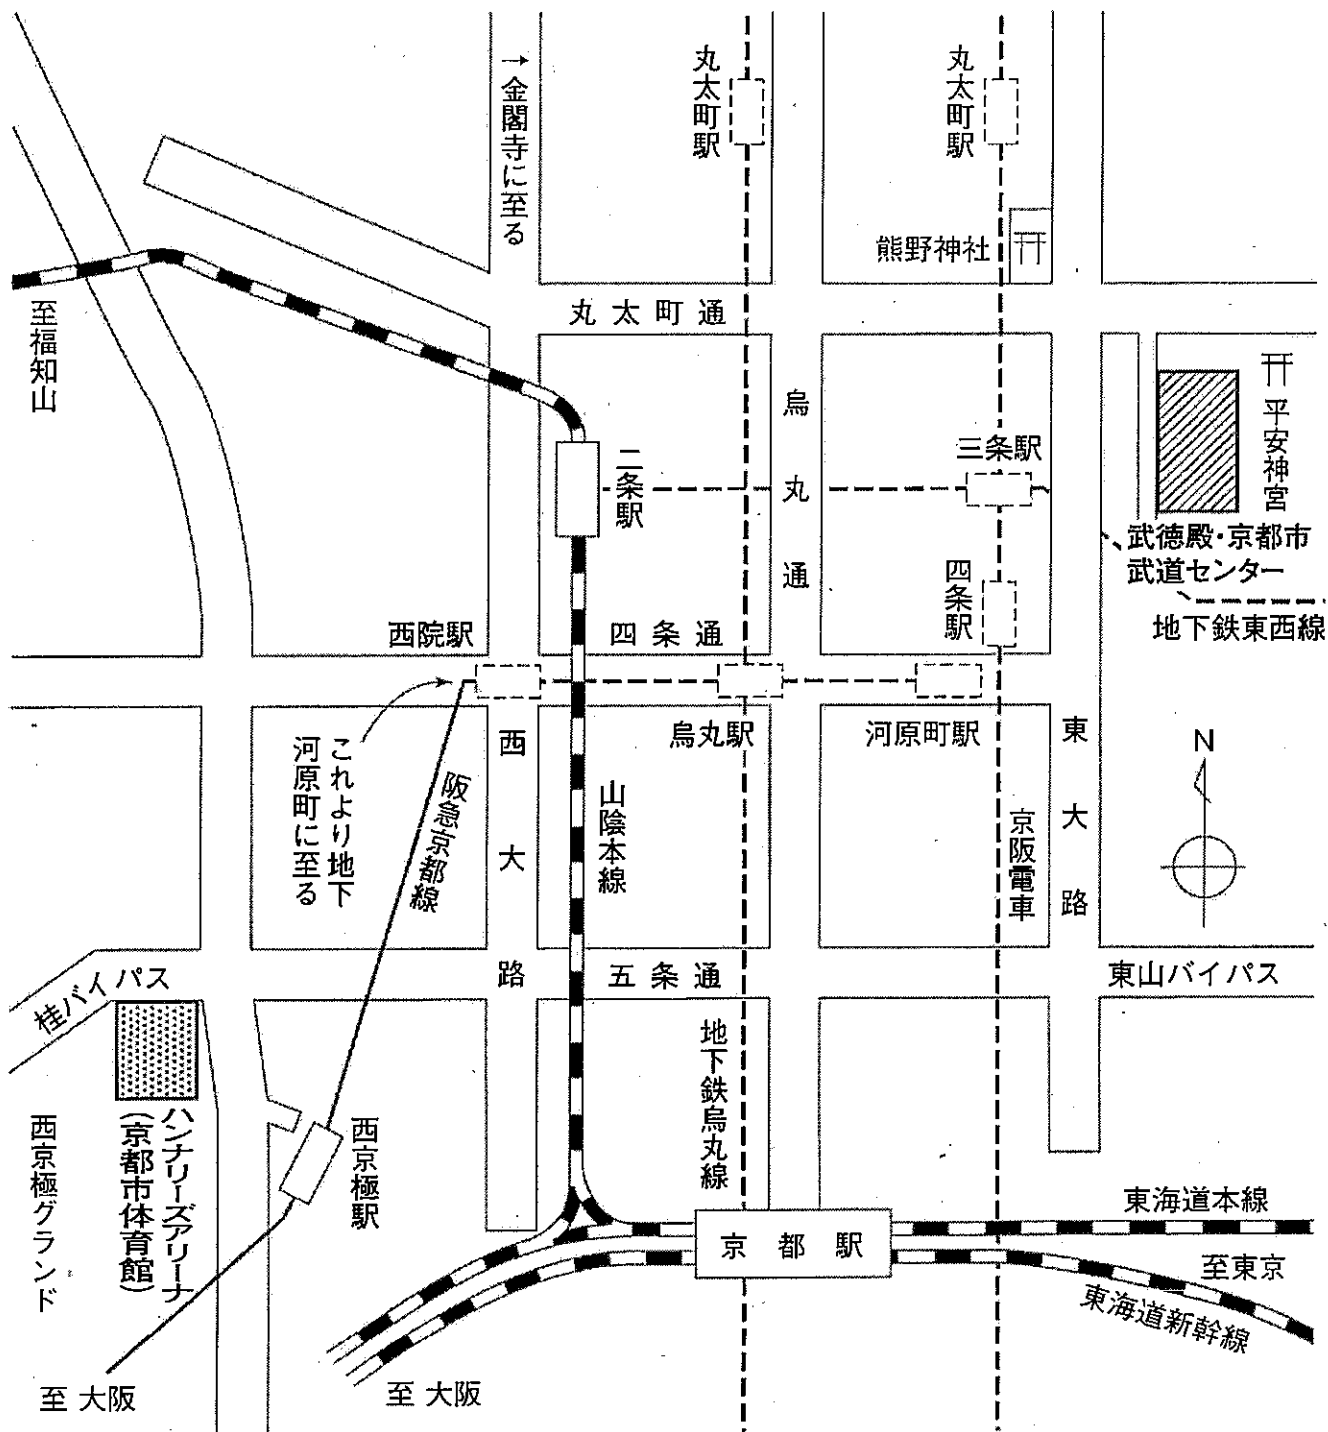 →金閣寺に至る
丸太町駅
丸太町駅
熊野神社
至福知山
丸太町通
烏丸通
平安神宮
二条駅
三条駅
武徳殿・京都市
武道センター
四条駅
地下鉄東西線
西院駅
四条通
烏丸駅
河原町駅
これより地下
河原町に至る
阪急京都線
西大路
山陰本線
京阪電車
東大路
N
桂バイパス
五条通
東山バイパス
地下鉄烏丸線
西京極グランド
ハンナリーズアリーナ
(京都市体育館)
西京極駅
京都駅
東海道本線
至東京
東海道新幹線
至 大阪
至 大阪